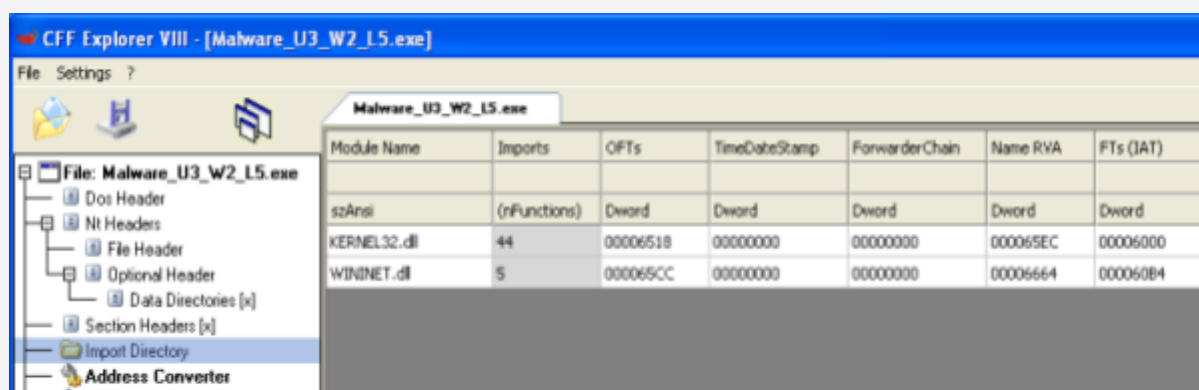 CFF Explorer VIII - [Malware_U3_W2_L5.exe]
File Settings ?
Malware_U3_W2_L5.exe
Module Name Imports OFTs TimeDateStamp ForwarderChain Name RVA FTs (IAT)
szAnsi (nFunctions) Dword Dword Dword Dword Dword
KERNEL32.dll 44 00006518 00000000 00000000 000065EC 00006000
WININET.dll 5 000065CC 00000000 00000000 00006664 000060B4
File: Malware_U3_W2_L5.exe
Dos Header
Nt Headers
File Header
Optional Header
Data Directories [x]
Section Headers [x]
Import Directory
Address Converter